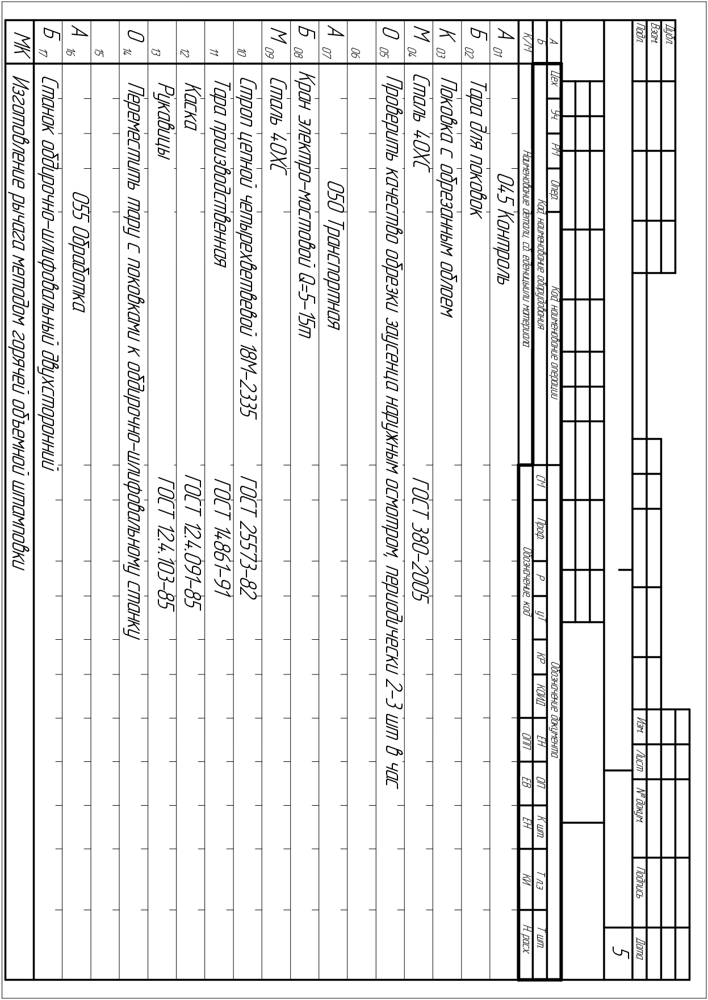 Дубл.
Взам.
Подл.
Изм. Лист № докум. Подпись Дата
5
А Цех Уч. РМ Опер. Код, наименование операции Обозначение документа
Б Код, наименование оборудования СМ Проф. Р УТ КР КОИД ЕН ОП К шт. Т п.з Т шт.
К/М Наименование детали, сб. еденицыили материала Обозначение, код ОПП ЕВ ЕН КИ Н. расх
А 01 045 Контроль
Б 02 Тара для поковок
К 03 Поковка с обрезанным облоем
М 04 Сталь 40ХС ГОСТ 380-2005
О 05 Проверить качество обрезки заусенца наружным осмотром, периодически 2-3 шт в час
06
А 07 050 Транспортная
Б 08 Кран электро-мостовой Q=5-15т
М 09 Сталь 40ХС
10 Строп цепной четырехветвевой 18М-2335 ГОСТ 25573-82
11 Тара производственная ГОСТ 14861-91
12 Каска ГОСТ 12.4.091-85
13 Рукавицы ГОСТ 12.4.103-85
О 14 Переместить тару с поковками к обдирочно-шлифовальному станку
15
А 16 055 Обработка
Б 17 Станок обдирочно-шлифовальный двухсторонний
МК Изготовление рычага методом горячей объемной штамповки